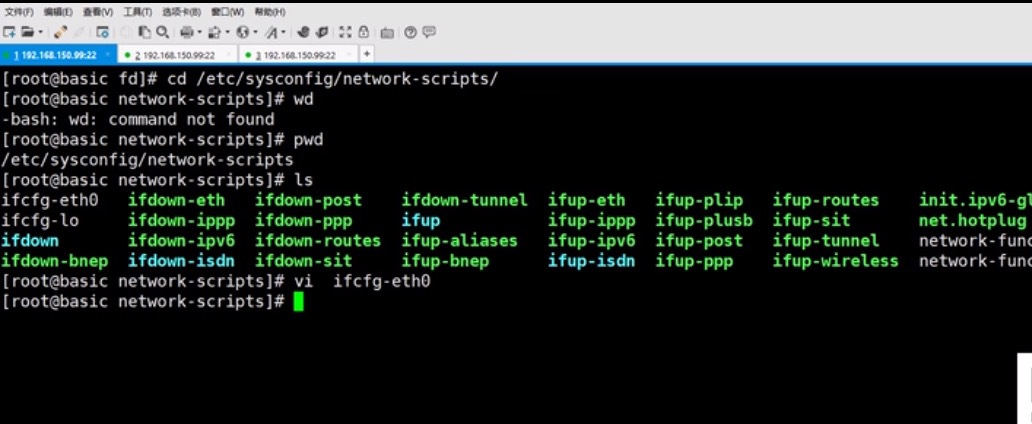 文件(F) 编辑(E) 查看(V) 工具(T) 选项卡(B) 窗口(W) 帮助(H)
1 192.168.150.99:22 2 192.168.150.99:22 3 192.168.150.99:22
[root@basic fd]# cd /etc/sysconfig/network-scripts/
[root@basic network-scripts]# wd
-bash: wd: command not found
[root@basic network-scripts]# pwd
/etc/sysconfig/network-scripts
[root@basic network-scripts]# ls
ifcfg-eth0 ifdown-eth ifdown-post ifdown-tunnel ifup-eth ifup-plip ifup-routes init.ipv6-gl
ifcfg-lo ifdown-ippp ifdown-ppp ifup ifup-ippp ifup-plusb ifup-sit net.hotplug
ifdown ifdown-ipv6 ifdown-routes ifup-aliases ifup-ipv6 ifup-post ifup-tunnel network-func
ifdown-bnep ifdown-isdn ifdown-sit ifup-bnep ifup-isdn ifup-ppp ifup-wireless network-func
[root@basic network-scripts]# vi ifcfg-eth0
[root@basic network-scripts]#